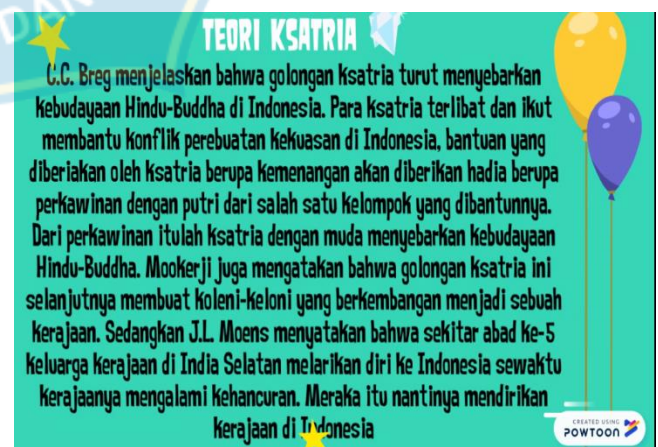 DAN
TEORI KSATRIA
C.C. Breg menjelaskan bahwa golongan Ksatria turut menyebarkan
kebudayaan Hindu-Buddha di Indonesia. Para Ksatria terlibat dan ikut
membantu konflik perebuatan kekuasan di Indonesia, bantuan yang
diberiakan oleh Ksatria berupa kemenangan akan diberikan hadia berupa
perkawinan dengan putri dari salah satu kelompok yang dibantunnya.
Dari perkawinan itulah Ksatria dengan muda menyebarkan kebudayaan
Hindu-Buddha. Mookerji juga mengatakan bahwa golongan Ksatria ini
selanjutnya membuat koleni-keloni yang berkembangan menjadi sebuah
kerajaan. Sedangkan J.L. Moens menyatakan bahwa sekitar abad ke-5
keluarga kerajaan di India Selatan melarikan diri ke Indonesia sewaktu
kerajaanya mengalami kehancuran. Meraka itu nantinya mendirikan
kerajaan di Indonesia
CREATED USING
POWTOON